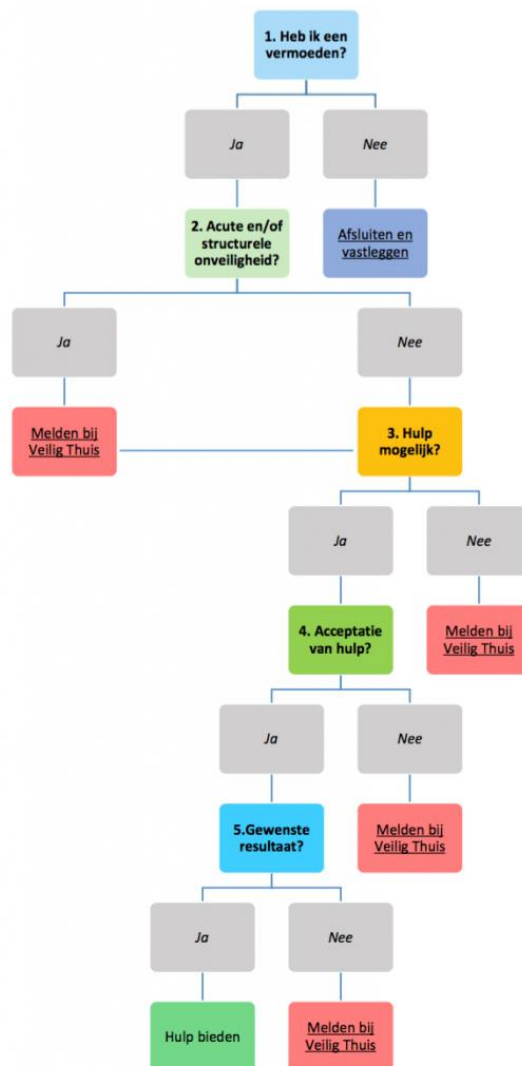 1. Heb ik een
vermoeden?
Ja
Nee
2. Acute en/of
structurele
onveiligheid?
Afsluiten en
vastleggen
Ja
Nee
Melden bij
Veilig Thuis
3. Hulp
mogelijk?
Ja
Nee
4. Acceptatie
van hulp?
Melden bij
Veilig Thuis
Ja
Nee
5.Gewenste
resultaat?
Melden bij
Veilig Thuis
Ja
Nee
Hulp bieden
Melden bij
Veilig Thuis